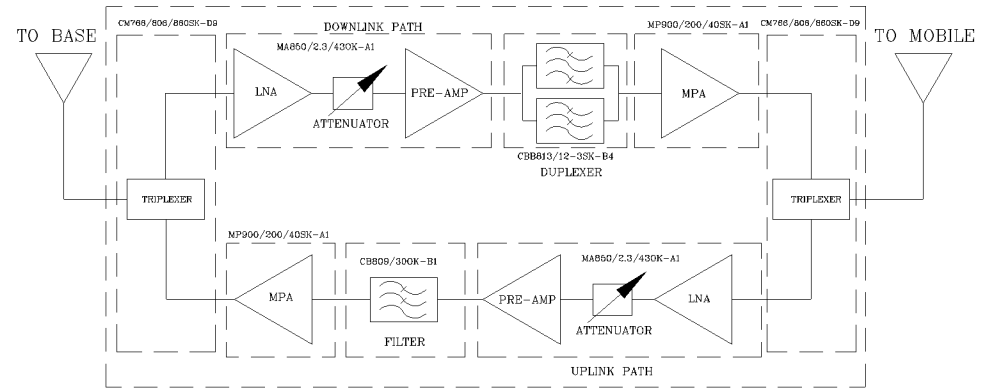 CM766/806/860SK-D9
DOWNLINK PATH
MP900/200/40SK-A1
CM766/806/860SK-D9
TO BASE
MA850/2.3/430K-A1
TO MOBILE
LNA
ATTENUATOR
PRE-AMP
MPA
CBB813/12-3SK-B4
DUPLEXER
TRIPLEXER
TRIPLEXER
MP900/200/40SK-A1
CB809/300K-B1
MA850/2.3/430K-A1
MPA
FILTER
PRE-AMP
ATTENUATOR
LNA
UPLINK PATH